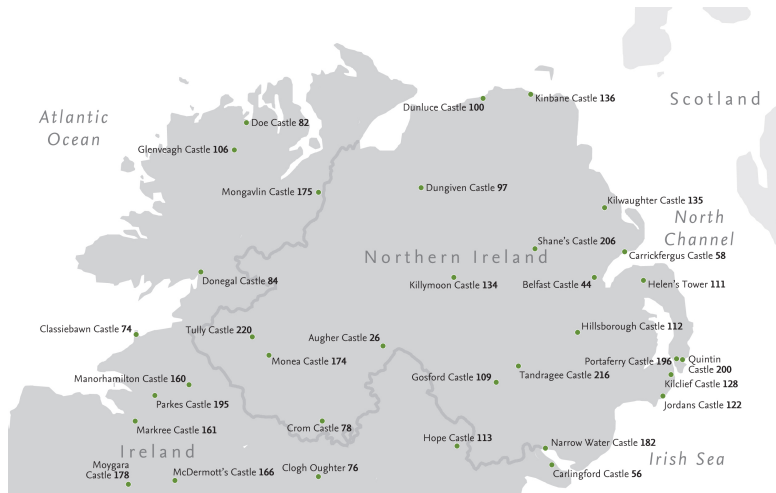 Atlantic
Ocean
Scotland
Kinbane Castle 136
Dunluce Castle 100
Doe Castle 82
Glenveagh Castle 106
Mongavlin Castle 175
Dungiven Castle 97
Kilwaughter Castle 135
North
Channel
Shane's Castle 206
Carrickfergus Castle 58
Northern Ireland
Donegal Castle 84
Killymoon Castle 134
Belfast Castle 44
Helen's Tower 111
Classiebawn Castle 74
Tully Castle 220
Augher Castle 26
Hillsborough Castle 112
Monea Castle 174
Portaferry Castle 196
Quintin
Castle 200
Manorhamilton Castle 160
Gosford Castle 109
Tandragee Castle 216
Kilclief Castle 128
Parkes Castle 195
Jordans Castle 122
Markree Castle 161
Crom Castle 78
Hope Castle 113
Narrow Water Castle 182
Ireland
Irish Sea
Moygara
Castle 178
McDermott's Castle 166
Clogh Oughter 76
Carlingford Castle 56